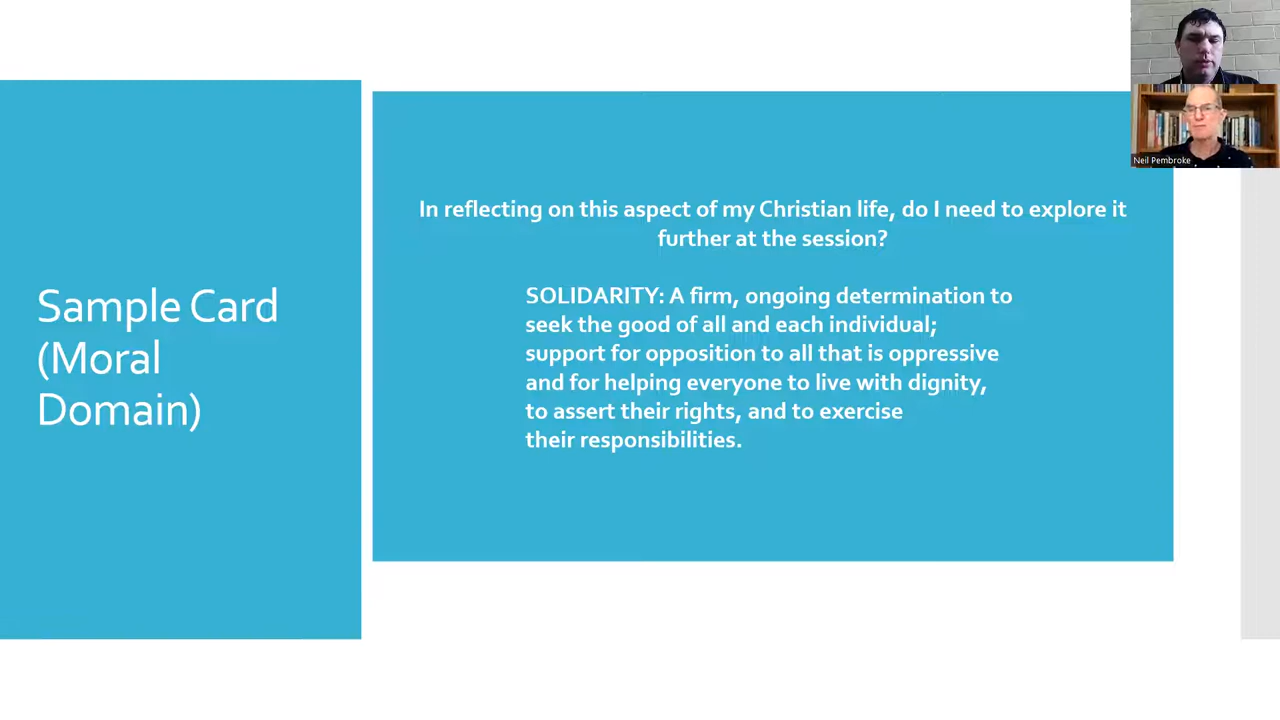 Sample Card
(Moral
Domain)
In reflecting on this aspect of my Christian life, do I need to explore it
further at the session?
SOLIDARITY: A firm, ongoing determination to
seek the good of all and each individual;
support for opposition to all that is oppressive
and for helping everyone to live with dignity,
to assert their rights, and to exercise
their responsibilities.
Neil Pembroke